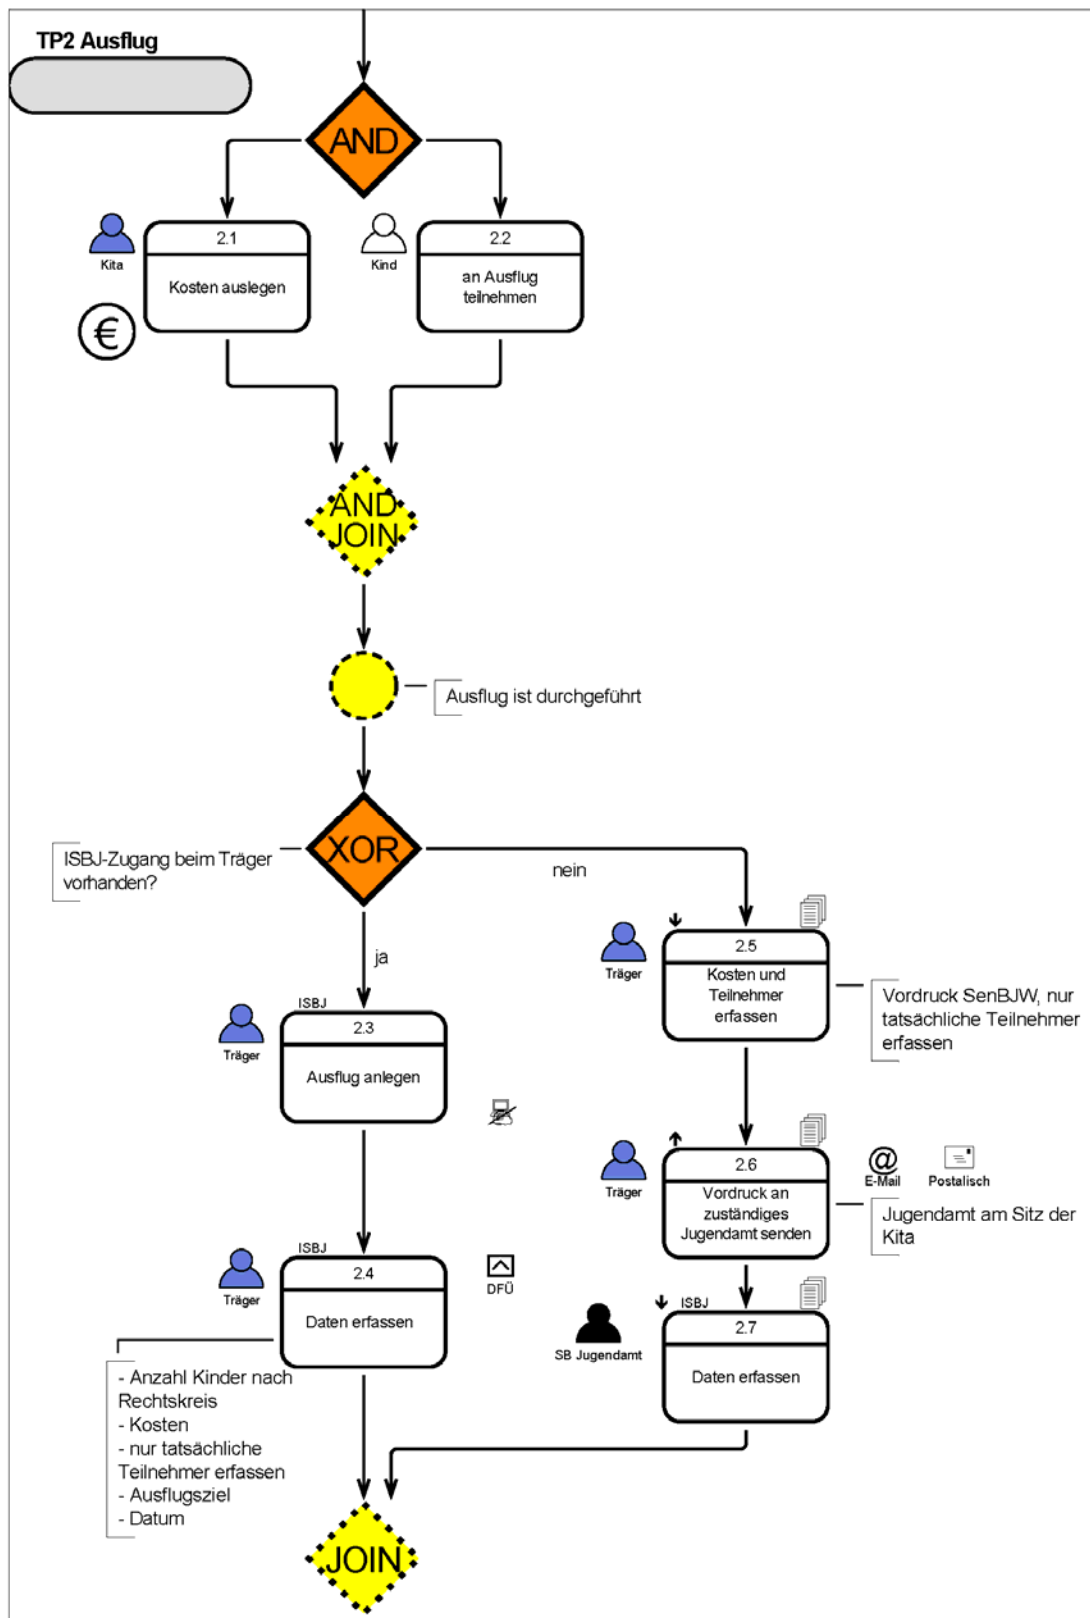 TP2 Ausflug
AND
Kita
2.1
Kosten auslegen
€
Kind
2.2
an Ausflug
teilnehmen
AND
JOIN
Ausflug ist durchgeführt
XOR
ISBJ-Zugang beim Träger
vorhanden?
nein
ja
Träger
2.5
Kosten und
Teilnehmer
erfassen
Vordruck SenBJW, nur
tatsächliche Teilnehmer
erfassen
ISBJ
Träger
2.3
Ausflug anlegen
Träger
2.6
Vordruck an
zuständiges
Jugendamt senden
@
E-Mail
Postalisch
Jugendamt am Sitz der
Kita
ISBJ
Träger
2.4
Daten erfassen
DFÜ
- Anzahl Kinder nach
Rechtskreis
- Kosten
- nur tatsächliche
Teilnehmer erfassen
- Ausflugsziel
- Datum
ISBJ
SB Jugendamt
2.7
Daten erfassen
JOIN